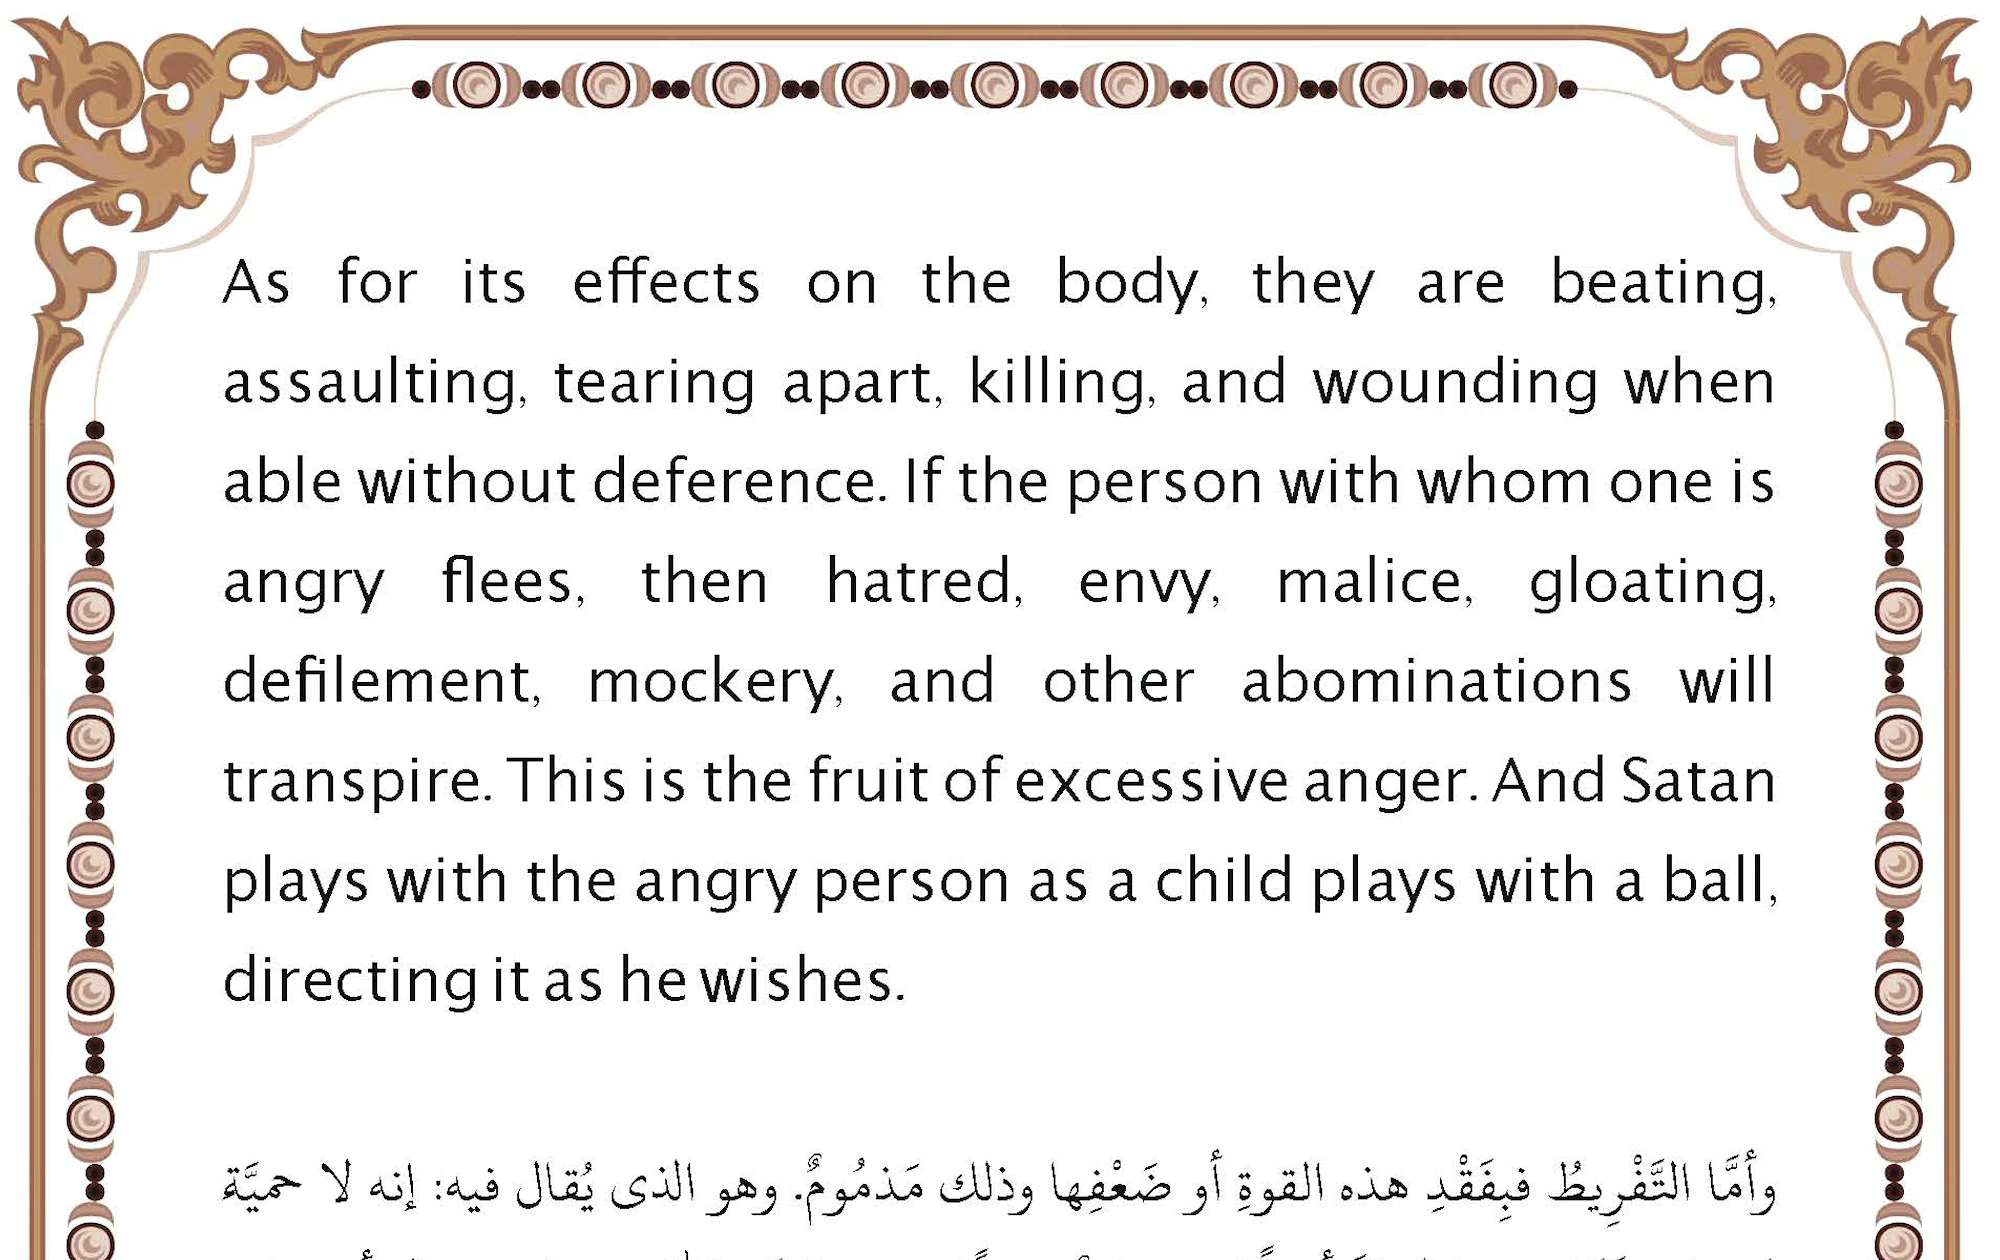 As for its effects on the body, they are beating,
assaulting, tearing apart, killing, and wounding when
able without deference. If the person with whom one is
angry flees, then hatred, envy, malice, gloating,
defilement, mockery, and other abominations will
transpire. This is the fruit of excessive anger. And Satan
plays with the angry person as a child plays with a ball,
directing it as he wishes.
وأمَّا التَّفْرِيطُ فبِفَقْدِ هذه القوةِ أو ضَعْفِها وذلك مَذمُومٌ. وهو الذى يُقال فيه: إنه لا حميَّة